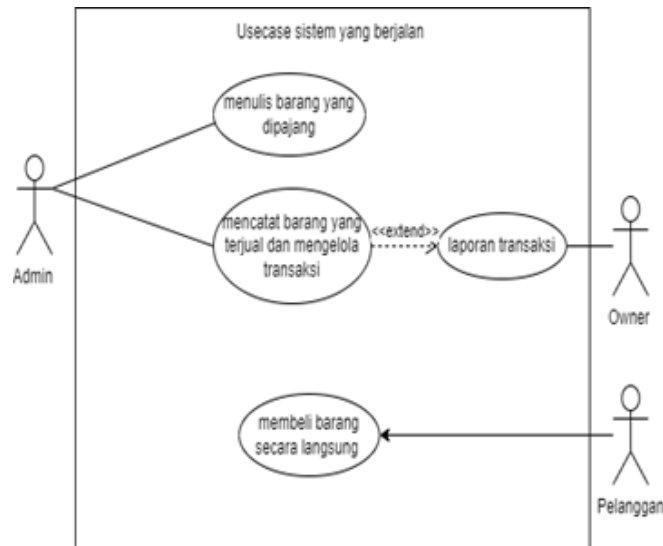 Usecase sistem yang berjalan
menulis barang yang
dipajang
mencatat barang yang
terjual dan mengelola
transaksi
<<extend>>
laporan transaksi
Admin
Owner
membeli barang
secara langsung
Pelanggan